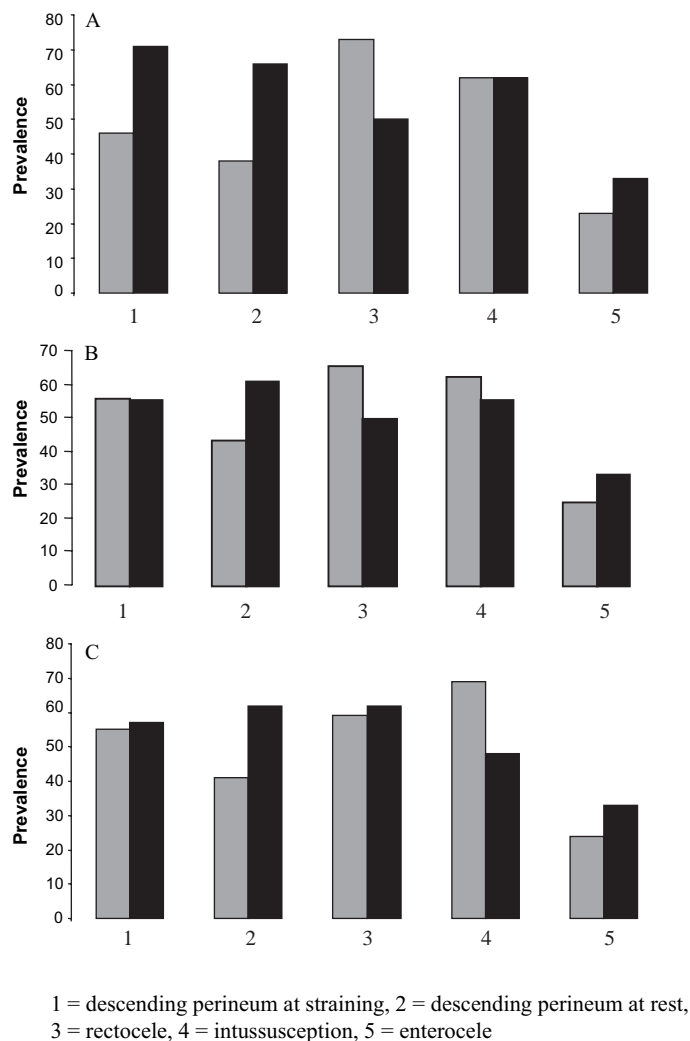 A
80
70
60
50
40
30
20
10
0
Prevalence
1 2 3 4 5
B
70
60
50
40
30
20
10
0
Prevalence
1 2 3 4 5
C
80
70
60
50
40
30
20
10
0
Prevalence
1 2 3 4 5
1 = descending perineum at straining, 2 = descending perineum at rest,
3 = rectocele, 4 = intussusception, 5 = enterocele